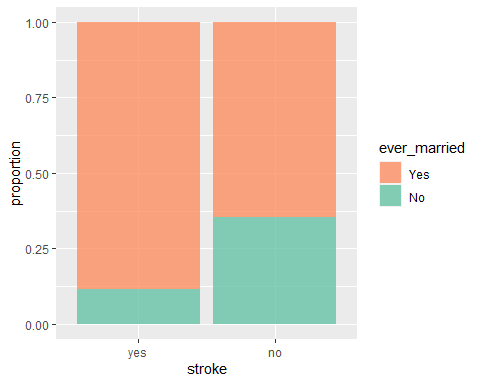 1.00
0.75
0.50
0.25
0.00
proportion
yes no
stroke
ever_married
Yes
No